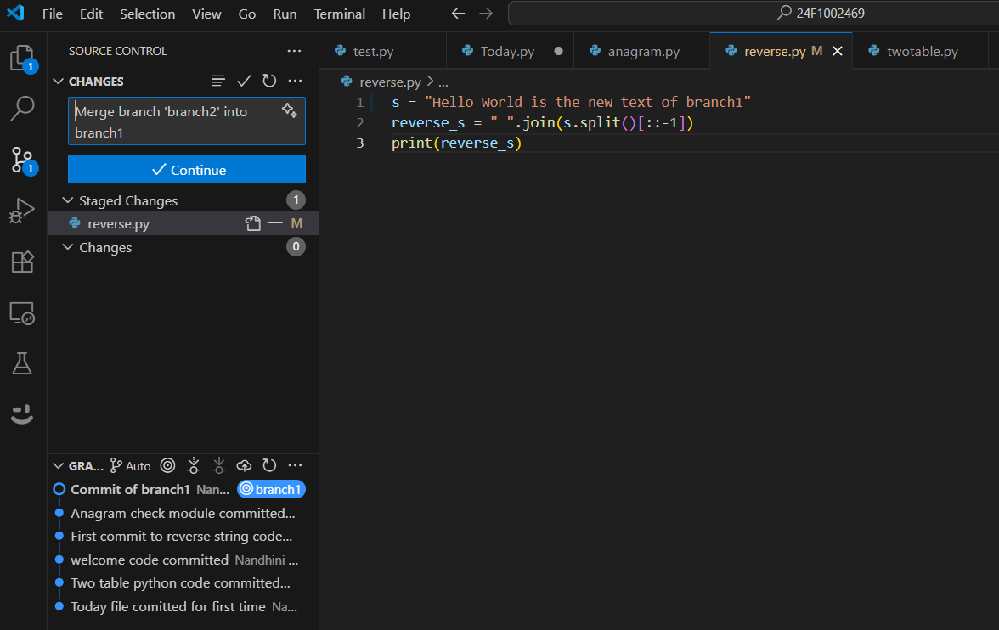 File Edit Selection View Go Run Terminal Help
24F1002469
1
1
SOURCE CONTROL
CHANGES
Merge branch 'branch2' into
branch1
Continue
Staged Changes 1
reverse.py M
Changes 0
GRA... Auto
Commit of branch1 Nan... branch1
Anagram check module committed...
First commit to reverse string code...
welcome code committed Nandhini ...
Two table python code committed...
Today file comitted for first time Na...
test.py Today.py anagram.py reverse.py M twotable.py
reverse.py > ...
1 s = "Hello World is the new text of branch1"
2 reverse_s = " ".join(s.split()[::-1])
3 print(reverse_s)